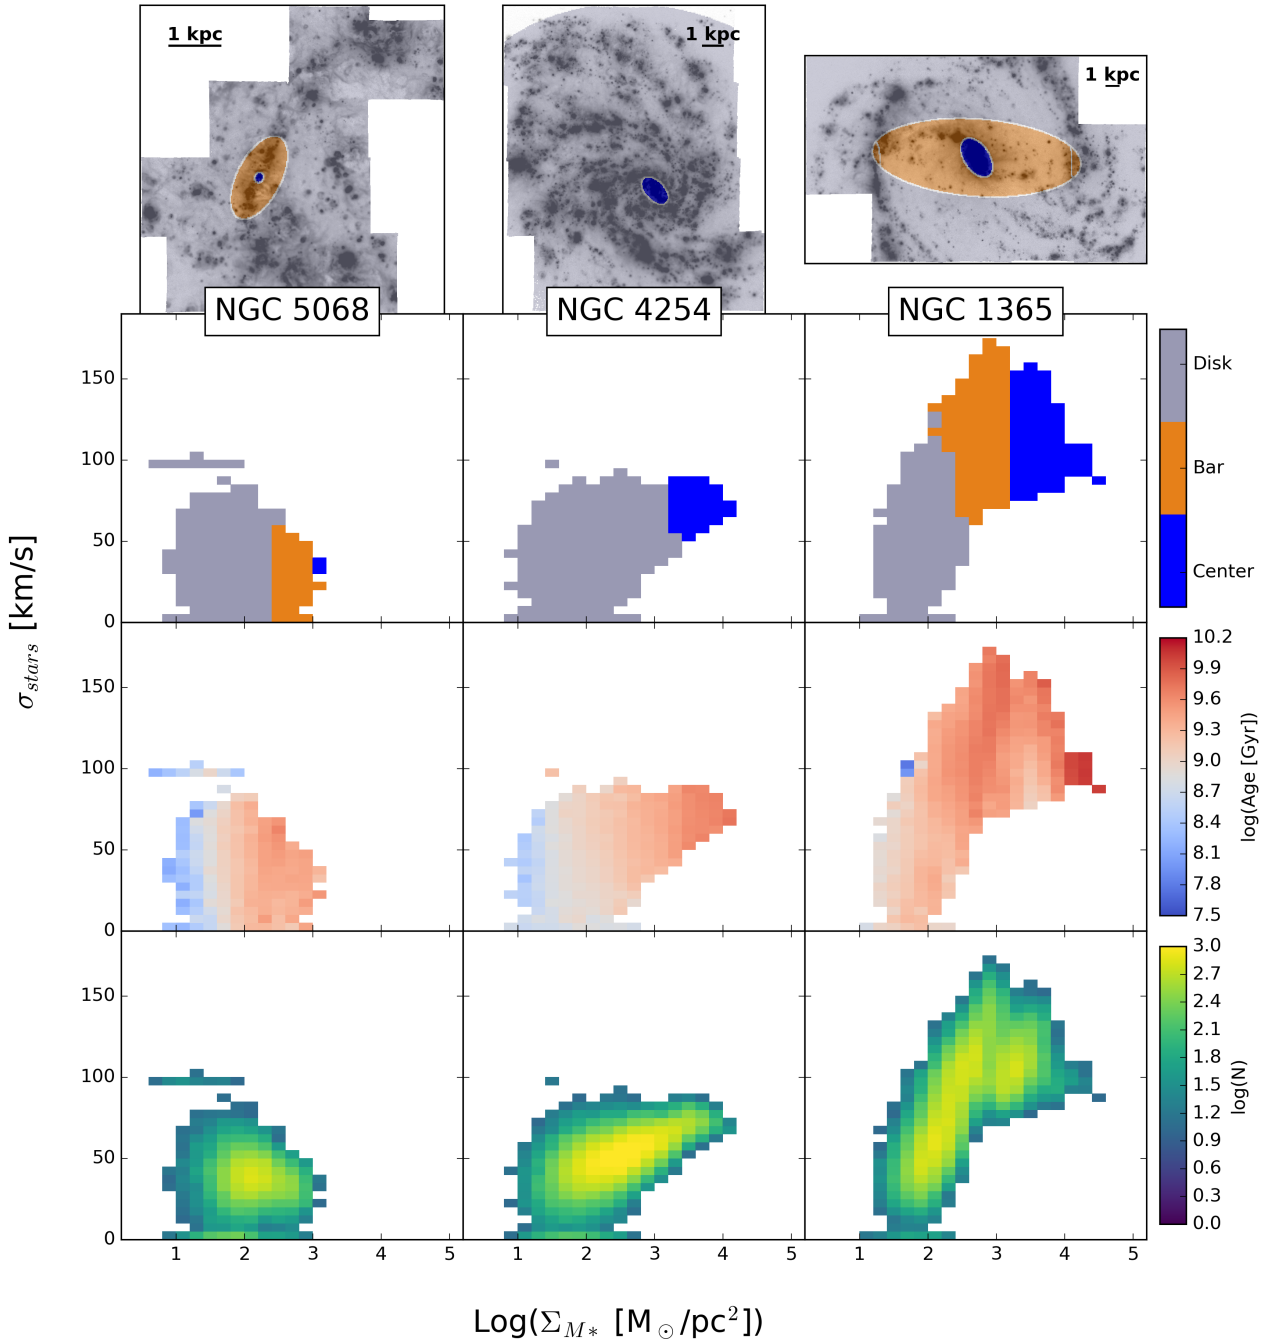 1 kpc
1 kpc
1 kpc
NGC 5068
NGC 4254
NGC 1365
150
100
50
0
Disk
Bar
Center
150
100
50
0
10.2
9.9
9.6
9.3
9.0
8.7
8.4
8.1
7.8
7.5
log(Age [Gyr])
150
100
50
0
3.0
2.7
2.4
2.1
1.8
1.5
1.2
0.9
0.6
0.3
0.0
log(N)
σ_stars [km/s]
1 2 3 4 5
1 2 3 4 5
1 2 3 4 5
Log(Σ_M* [M_⊙/pc²])